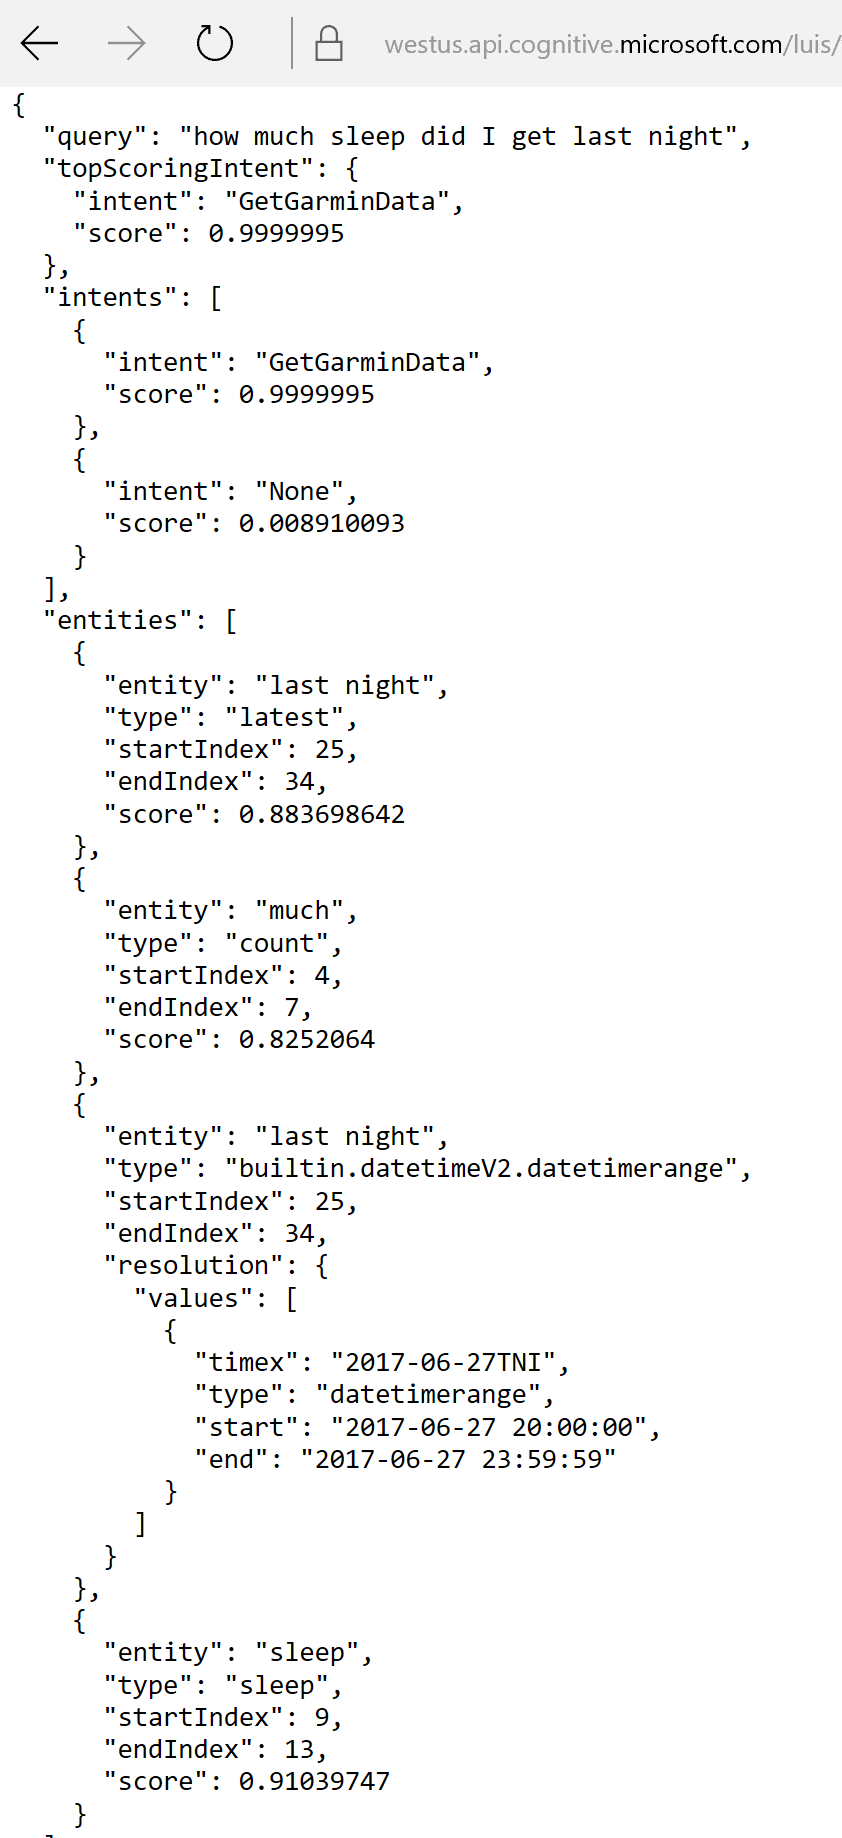 westus.api.cognitive.microsoft.com/luis/
{
  "query": "how much sleep did I get last night",
  "topScoringIntent": {
    "intent": "GetGarminData",
    "score": 0.9999995
  },
  "intents": [
    {
      "intent": "GetGarminData",
      "score": 0.9999995
    },
    {
      "intent": "None",
      "score": 0.008910093
    }
  ],
  "entities": [
    {
      "entity": "last night",
      "type": "latest",
      "startIndex": 25,
      "endIndex": 34,
      "score": 0.883698642
    },
    {
      "entity": "much",
      "type": "count",
      "startIndex": 4,
      "endIndex": 7,
      "score": 0.8252064
    },
    {
      "entity": "last night",
      "type": "builtin.datetimeV2.datetimerange",
      "startIndex": 25,
      "endIndex": 34,
      "resolution": {
        "values": [
          {
            "timex": "2017-06-27TNI",
            "type": "datetimerange",
            "start": "2017-06-27 20:00:00",
            "end": "2017-06-27 23:59:59"
          }
        ]
      }
    },
    {
      "entity": "sleep",
      "type": "sleep",
      "startIndex": 9,
      "endIndex": 13,
      "score": 0.91039747
    }